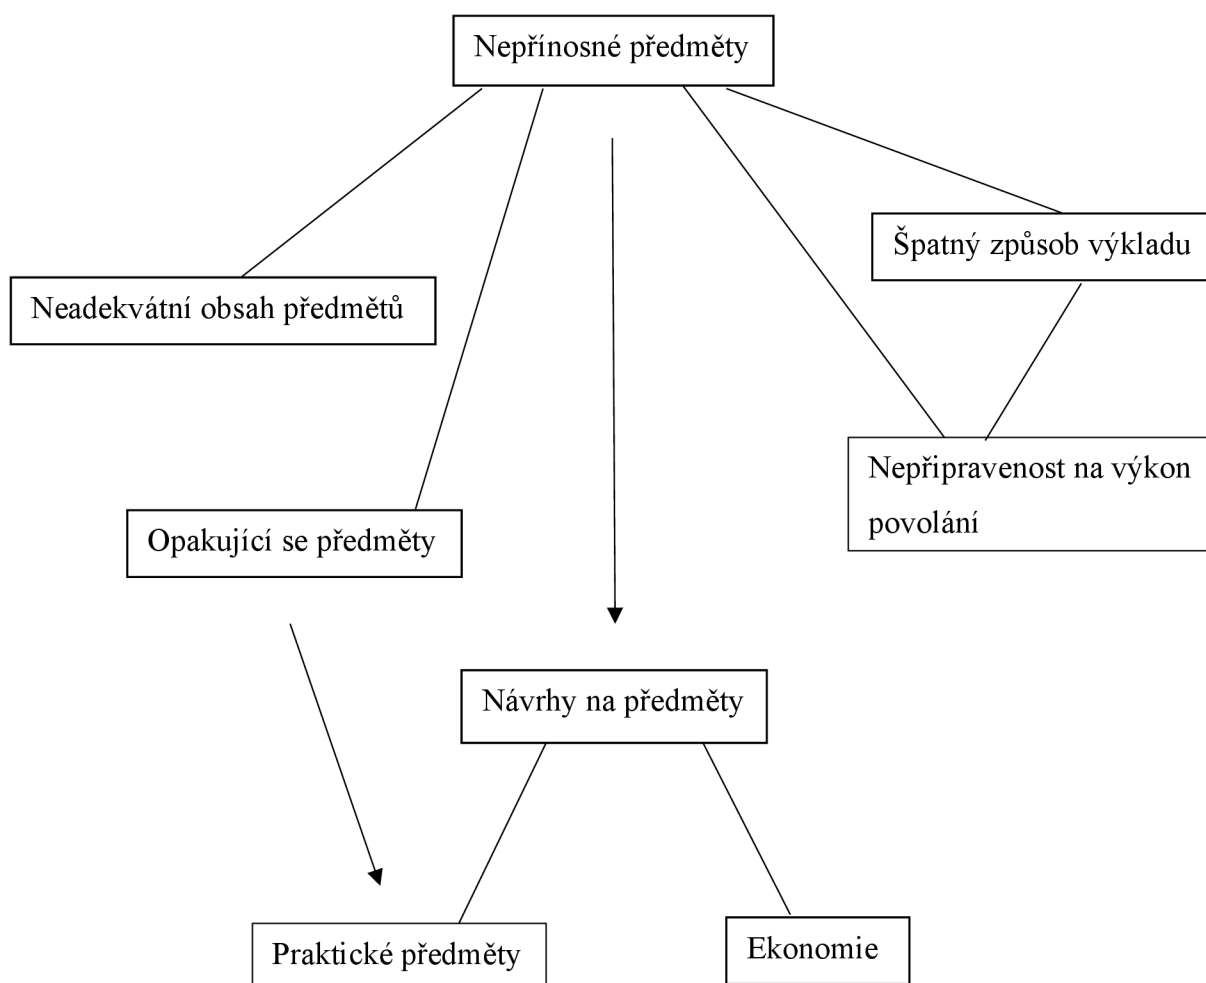 Nepřínosné předměty
Špatný způsob výkladu
Neadekvátní obsah předmětů
Nepřipravenost na výkon
povolání
Opakující se předměty
Návrhy na předměty
Praktické předměty
Ekonomie